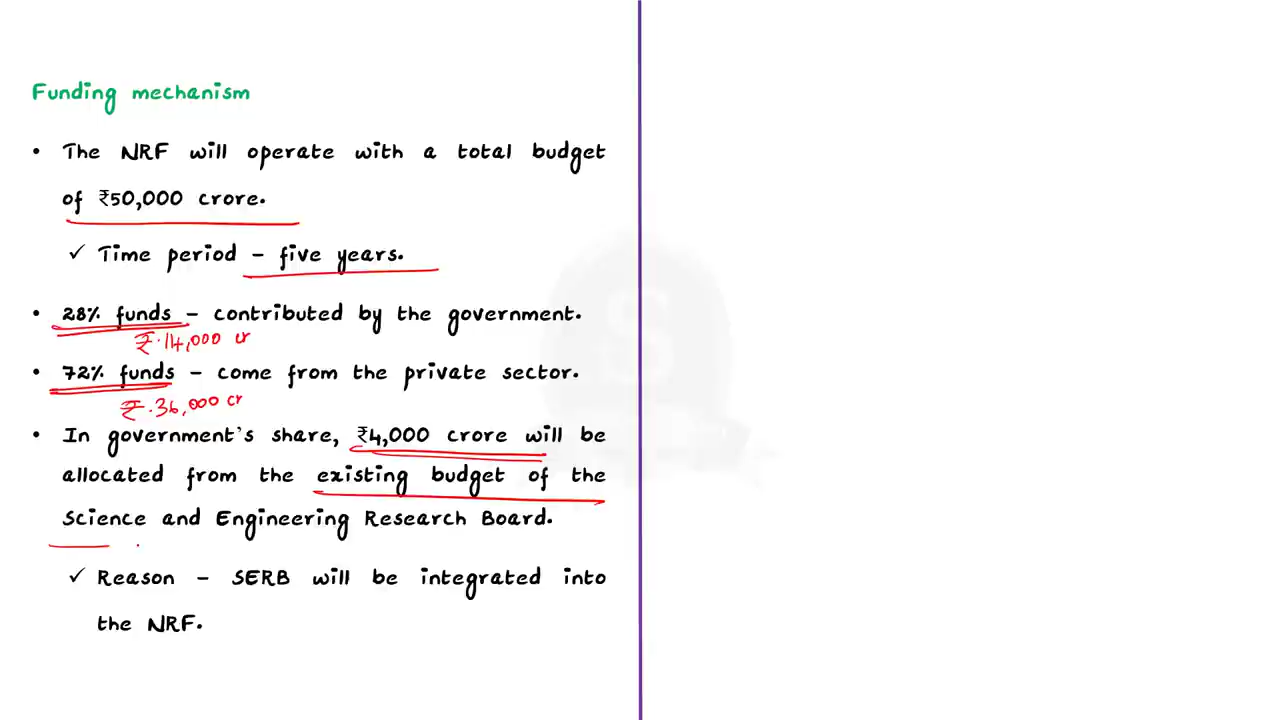 Funding mechanism
• The NRF will operate with a total budget
of ₹50,000 crore.
✓ Time period – five years.
• 28% funds – contributed by the government.
₹.14,000 cr
• 72% funds – come from the private sector.
₹.36,000 cr
• In government's share, ₹4,000 crore will be
allocated from the existing budget of the
Science and Engineering Research Board.
✓ Reason – SERB will be integrated into
the NRF.